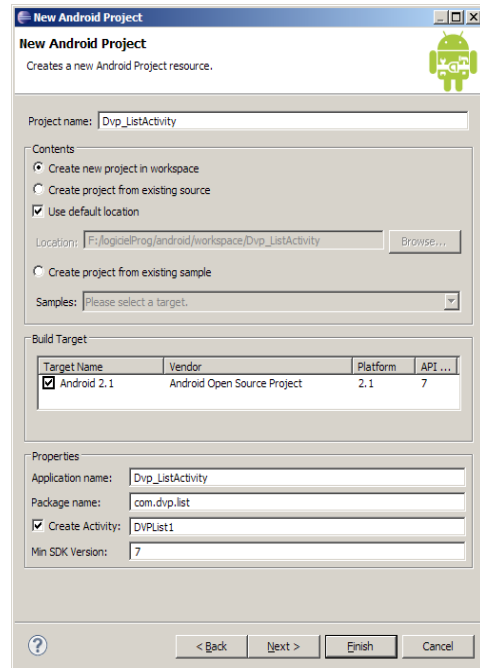 New Android Project
New Android Project
Creates a new Android Project resource.
Project name: Dvp_ListActivity
Contents
Create new project in workspace
Create project from existing source
Use default location
Location: F:/logicielProg/android/workspace/Dvp_ListActivity Browse...
Create project from existing sample
Samples: Please select a target.
Build Target
Target Name Vendor Platform API ...
Android 2.1 Android Open Source Project 2.1 7
Properties
Application name: Dvp_ListActivity
Package name: com.dvp.list
Create Activity: DVPList1
Min SDK Version: 7
? < Back Next > Finish Cancel